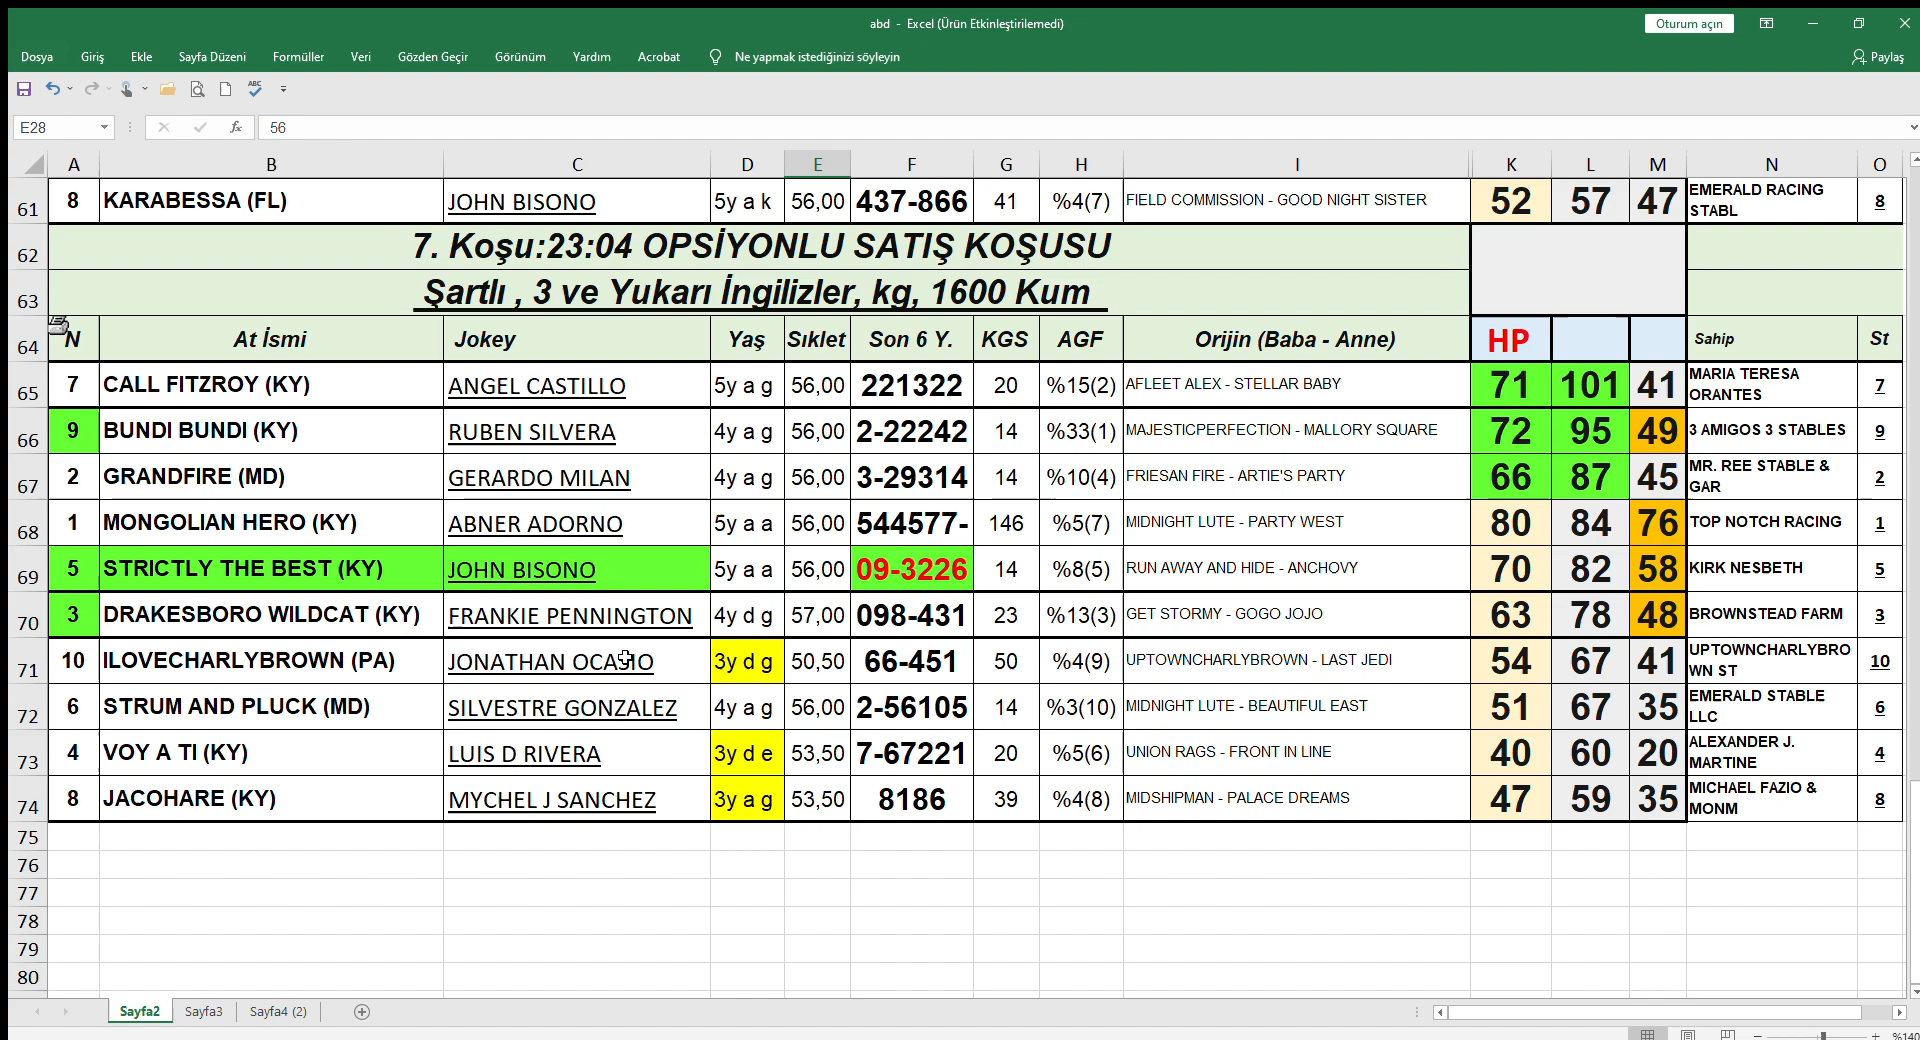 abd - Excel (Ürün Etkinleştirilemedi)
Oturum açın
Dosya Giriş Ekle Sayfa Düzeni Formüller Veri Gözden Geçir Görünüm Yardım Acrobat Ne yapmak istediğinizi söyleyin Paylaş
E28 fx 56
A B C D E F G H I K L M N O
61 8 KARABESSA (FL) JOHN BISONO 5y a k 56,00 437-866 41 %4(7) FIELD COMMISSION - GOOD NIGHT SISTER 52 57 47 EMERALD RACING STABL 8
62 7. Koşu:23:04 OPSİYONLU SATIŞ KOŞUSU
63 Şartlı , 3 ve Yukarı İngilizler, kg, 1600 Kum
64 N At İsmi Jokey Yaş Sıklet Son 6 Y. KGS AGF Orijin (Baba - Anne) HP Sahip St
65 7 CALL FITZROY (KY) ANGEL CASTILLO 5y a g 56,00 221322 20 %15(2) AFLEET ALEX - STELLAR BABY 71 101 41 MARIA TERESA ORANTES 7
66 9 BUNDI BUNDI (KY) RUBEN SILVERA 4y a g 56,00 2-22242 14 %33(1) MAJESTICPERFECTION - MALLORY SQUARE 72 95 49 3 AMIGOS 3 STABLES 9
67 2 GRANDFIRE (MD) GERARDO MILAN 4y a g 56,00 3-29314 14 %10(4) FRIESAN FIRE - ARTIE'S PARTY 66 87 45 MR. REE STABLE & GAR 2
68 1 MONGOLIAN HERO (KY) ABNER ADORNO 5y a a 56,00 544577- 146 %5(7) MIDNIGHT LUTE - PARTY WEST 80 84 76 TOP NOTCH RACING 1
69 5 STRICTLY THE BEST (KY) JOHN BISONO 5y a a 56,00 09-3226 14 %8(5) RUN AWAY AND HIDE - ANCHOVY 70 82 58 KIRK NESBETH 5
70 3 DRAKESBORO WILDCAT (KY) FRANKIE PENNINGTON 4y d g 57,00 098-431 23 %13(3) GET STORMY - GOGO JOJO 63 78 48 BROWNSTEAD FARM 3
71 10 ILOVECHARLYBROWN (PA) JONATHAN 3y d g 50,50 66-451 50 %4(9) UPTOWNCHARLYBROWN - LAST JEDI 54 67 41 UPTOWNCHARLYBROWN ST 10
72 6 STRUM AND PLUCK (MD) SILVESTRE GONZALEZ 4y a g 56,00 2-56105 14 %3(10) MIDNIGHT LUTE - BEAUTIFUL EAST 51 67 35 EMERALD STABLE LLC 6
73 4 VOY A TI (KY) LUIS D RIVERA 3y d e 53,50 7-67221 20 %5(6) UNION RAGS - FRONT IN LINE 40 60 20 ALEXANDER J. MARTINE 4
74 8 JACOHARE (KY) MYCHEL J SANCHEZ 3y a g 53,50 8186 39 %4(8) MIDSHIPMAN - PALACE DREAMS 47 59 35 MICHAEL FAZIO & MONM 8
75
76
77
78
79
80
Sayfa2 Sayfa3 Sayfa4 (2)
%140